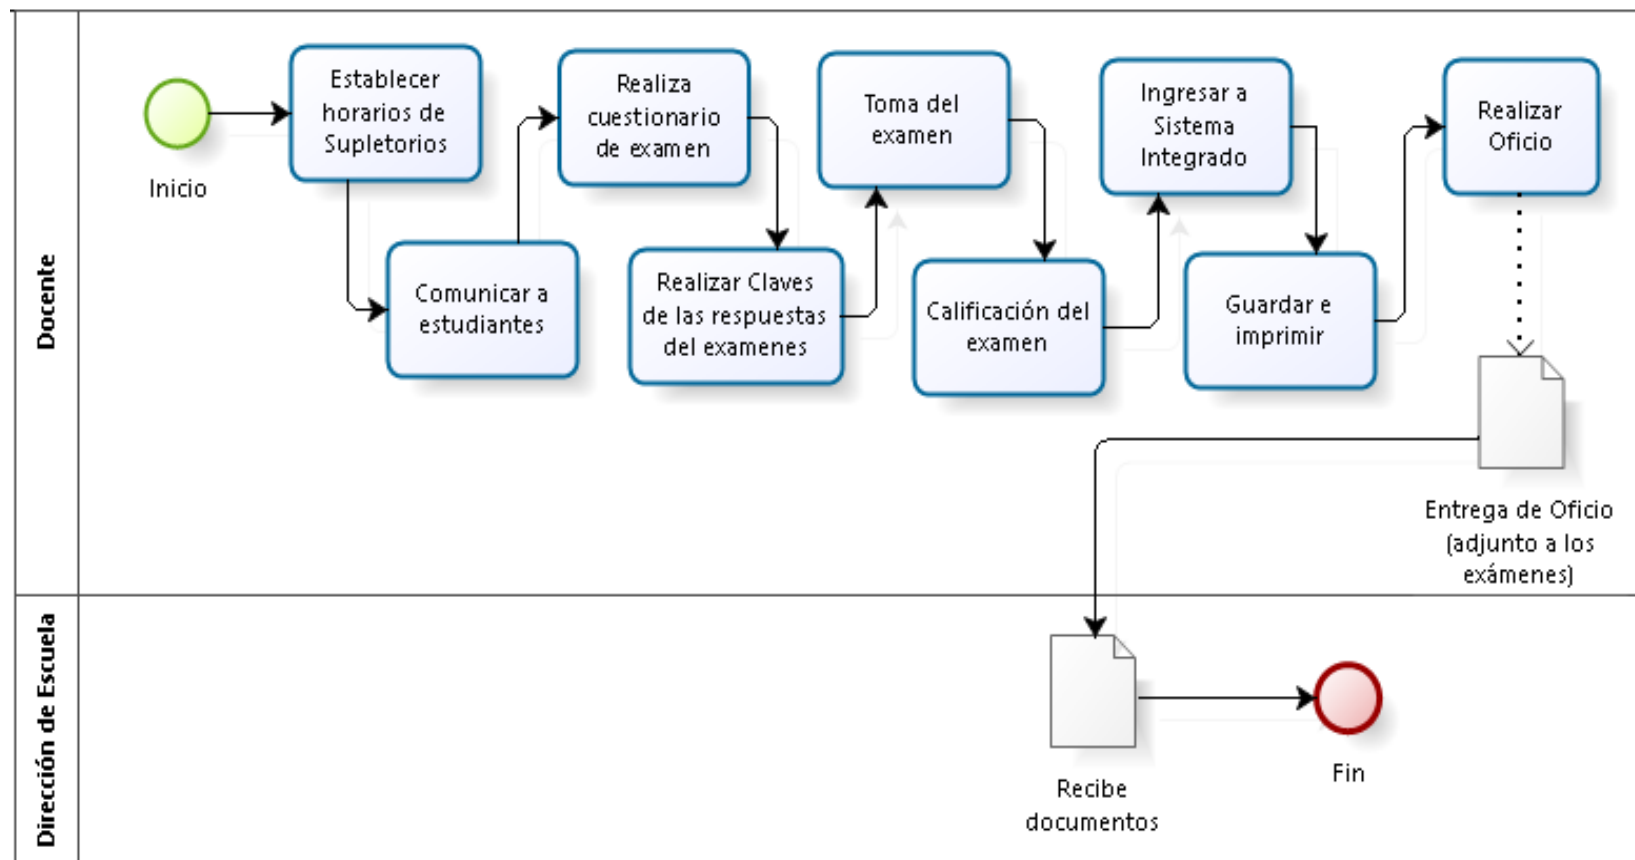 Docente
Inicio
Establecer
horarios de
Supletorios
Comunicar a
estudiantes
Realiza
cuestionario
de examen
Realizar Claves
de las respuestas
del examenes
Toma del
examen
Calificación del
examen
Ingresar a
Sistema
Integrado
Guardar e
imprimir
Realizar
Oficio
Entrega de Oficio
(adjunto a los
exámenes)
Dirección de Escuela
Recibe
documentos
Fin